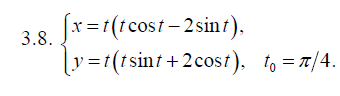 3.8. { x = t(t cos t − 2 sin t),
y = t(t sin t + 2 cos t), t₀ = π/4.